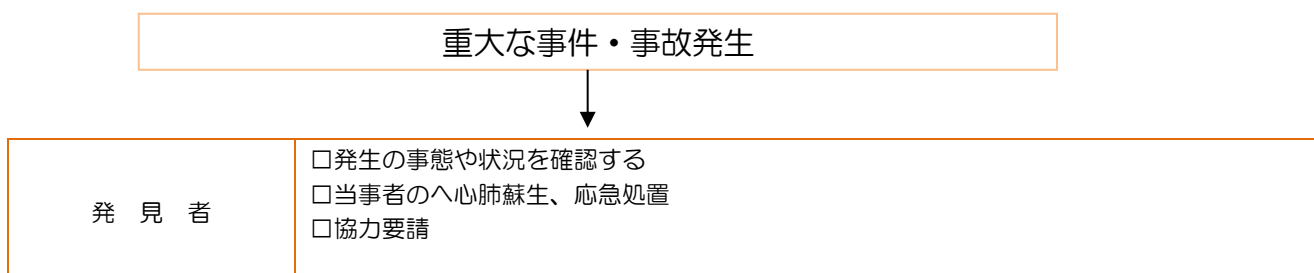 重大な事件・事故発生
発 見 者
□発生の事態や状況を確認する
□当事者のへ心肺蘇生、応急処置
□協力要請